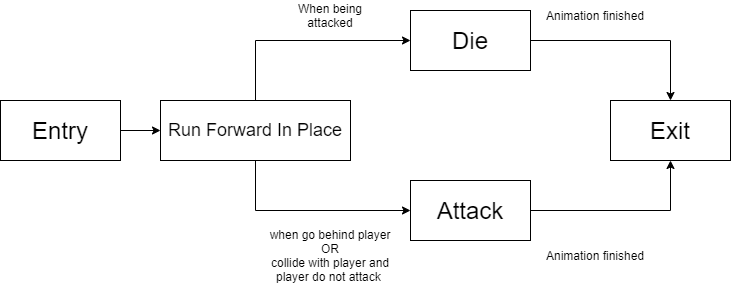 When being
attacked
Animation finished
Die
Entry
Run Forward In Place
Exit
Attack
when go behind player
OR
collide with player and
player do not attack
Animation finished